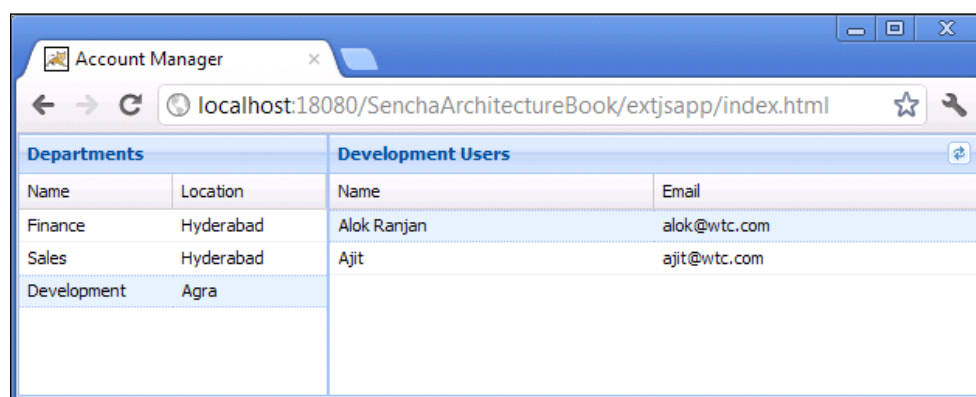 Account Manager
localhost:18080/SenchaArchitectureBook/extjsapp/index.html
Departments
Development Users
Name Location
Name Email
Finance Hyderabad
Alok Ranjan alok@wtc.com
Sales Hyderabad
Ajit ajit@wtc.com
Development Agra